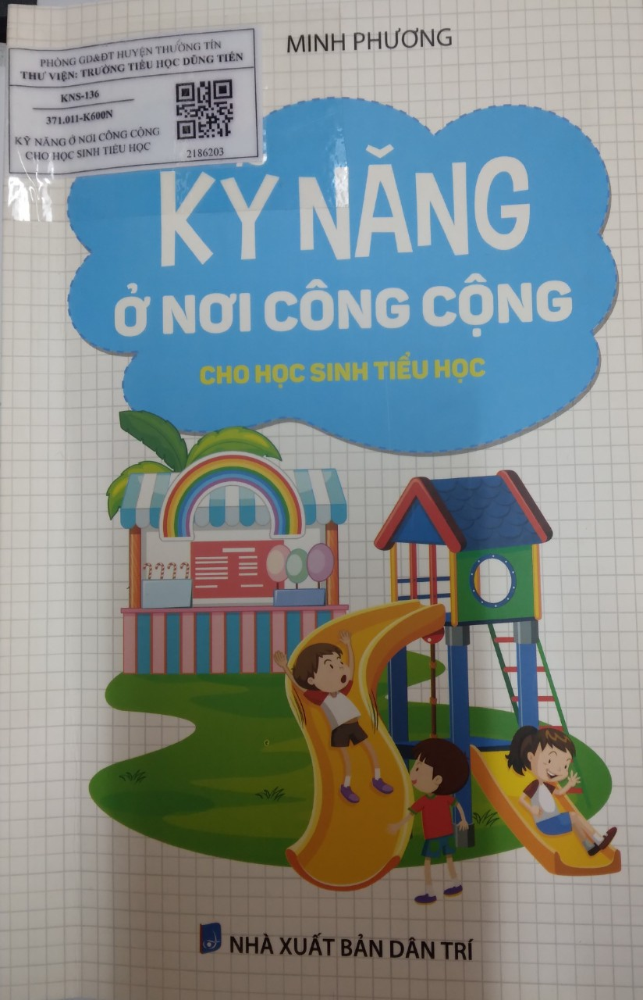 PHÒNG GD&ĐT HUYỆN THƯỜNG TÍN
THƯ VIỆN: TRƯỜNG TIỂU HỌC DŨNG TIẾN
KNS-136
371.011-K600N
KỸ NĂNG Ở NƠI CÔNG CỘNG
CHO HỌC SINH TIỂU HỌC
2186203
MINH PHƯƠNG
KỸ NĂNG
Ở NƠI CÔNG CỘNG
CHO HỌC SINH TIỂU HỌC
NHÀ XUẤT BẢN DÂN TRÍ